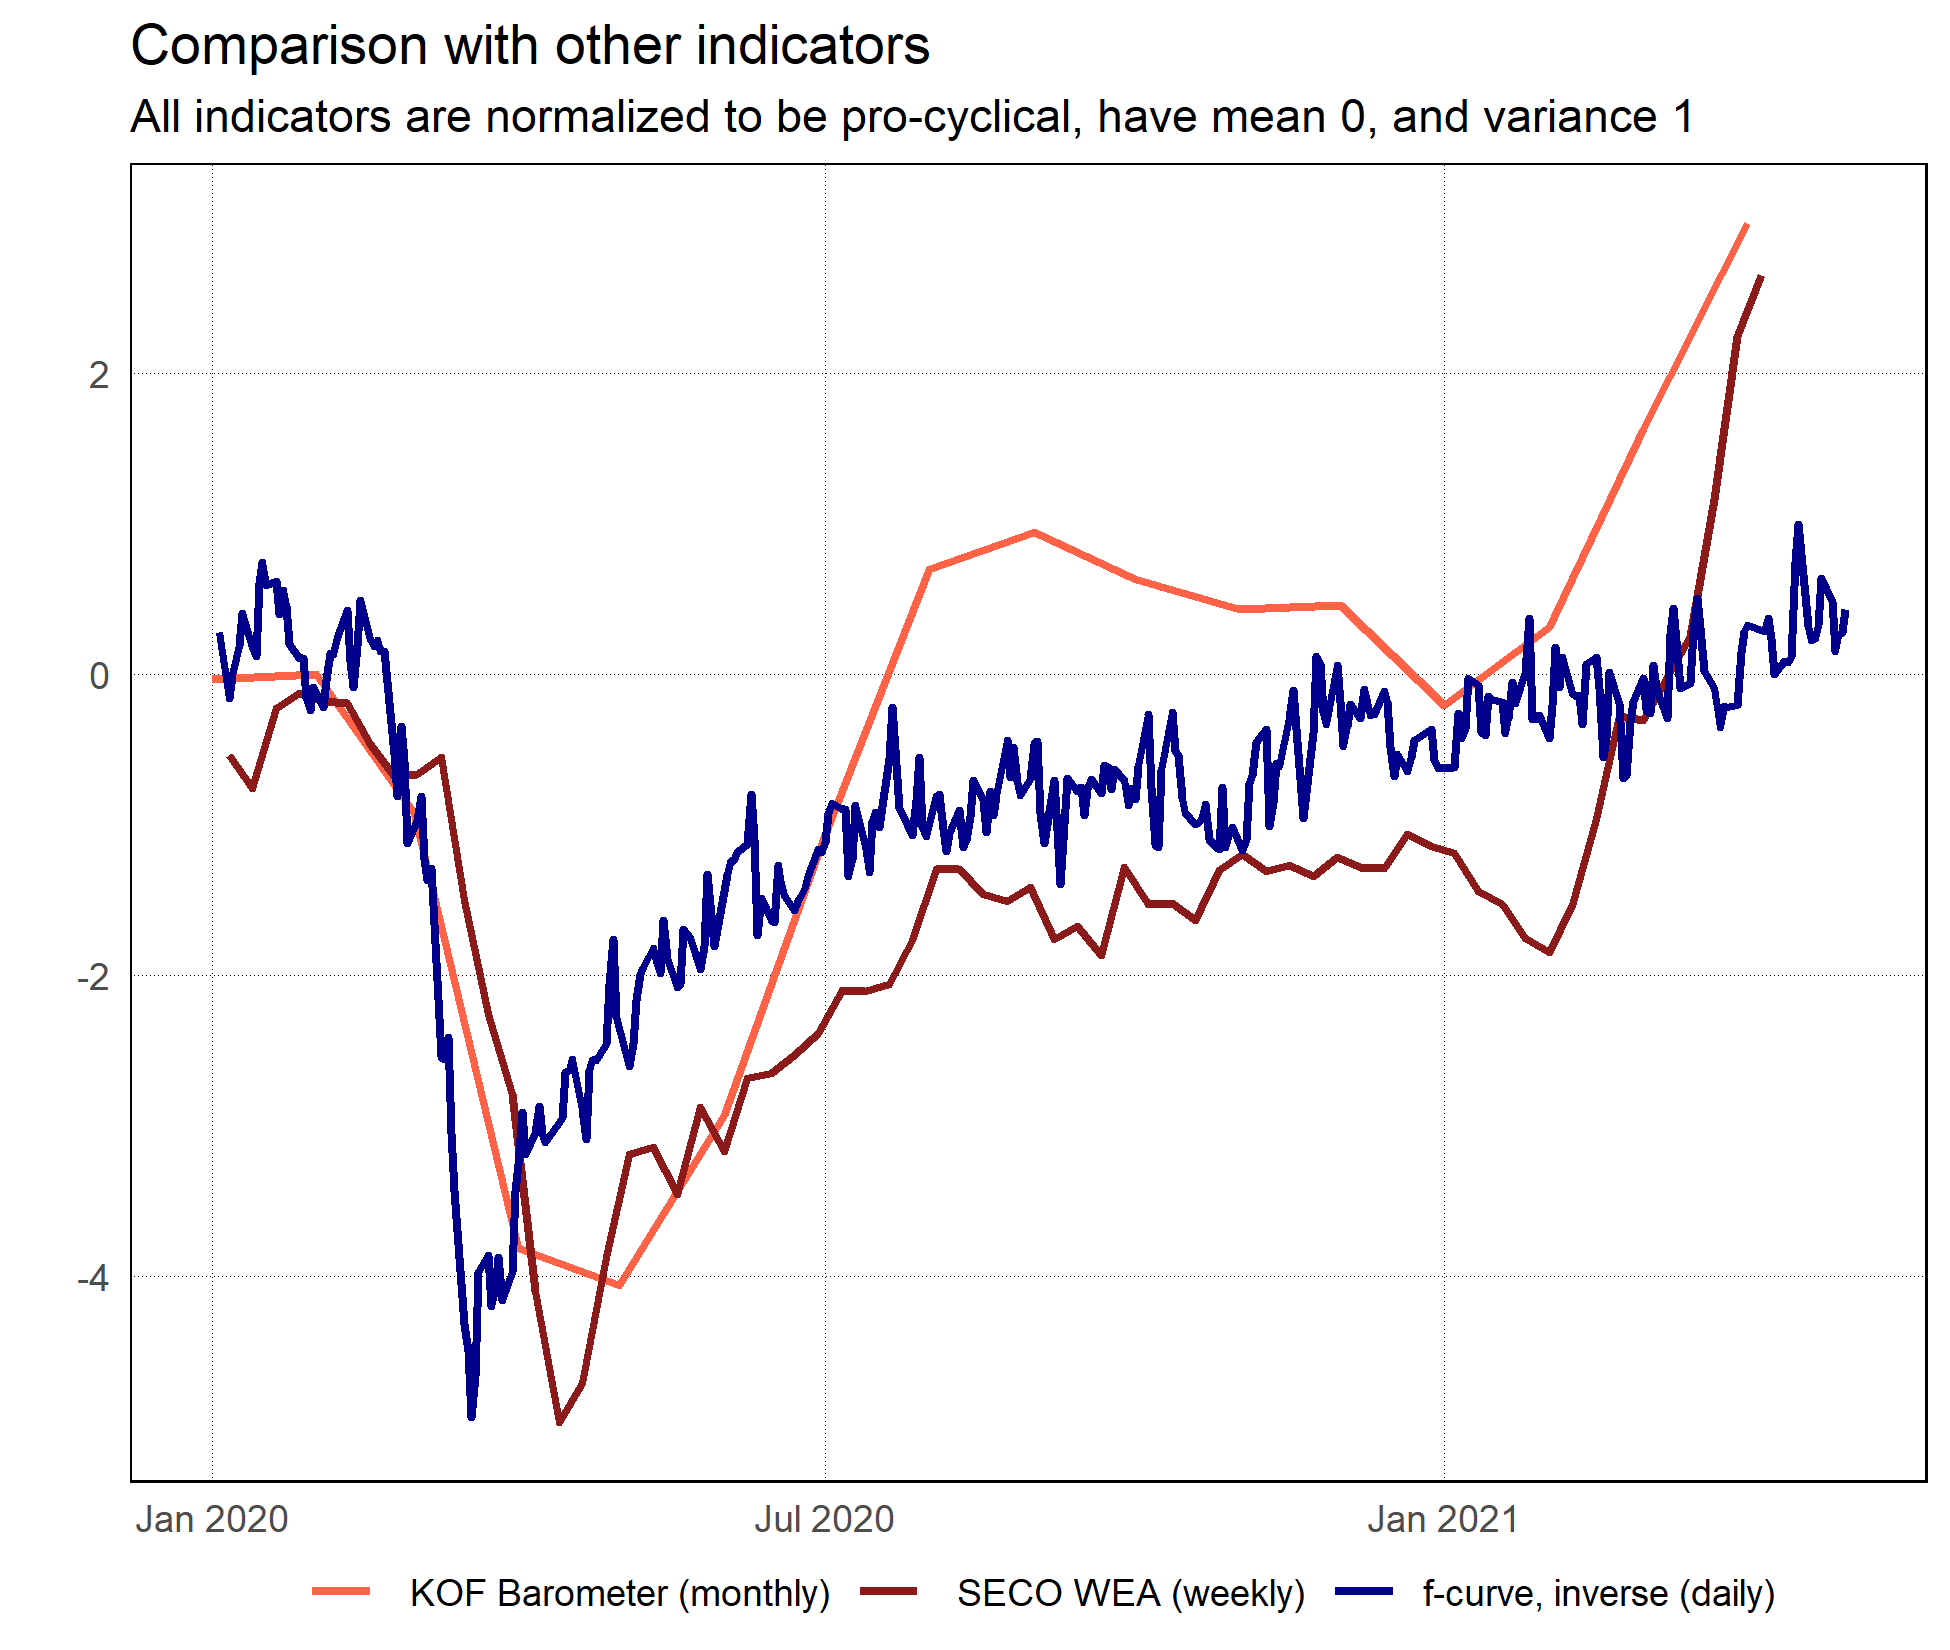 Comparison with other indicators
All indicators are normalized to be pro-cyclical, have mean 0, and variance 1
2
0
-2
-4
Jan 2020 Jul 2020 Jan 2021
KOF Barometer (monthly) SECO WEA (weekly) f-curve, inverse (daily)